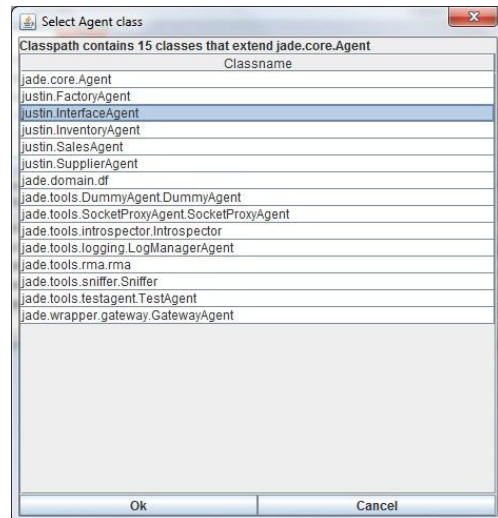 Select Agent class
Classpath contains 15 classes that extend jade.core.Agent
Classname
jade.core.Agent
justin.FactoryAgent
justin.InterfaceAgent
justin.InventoryAgent
justin.SalesAgent
justin.SupplierAgent
jade.domain.df
jade.tools.DummyAgent.DummyAgent
jade.tools.SocketProxyAgent.SocketProxyAgent
jade.tools.introspector.Introspector
jade.tools.logging.LogManagerAgent
jade.tools.rma.rma
jade.tools.sniffer.Sniffer
jade.tools.testagent.TestAgent
jade.wrapper.gateway.GatewayAgent
Ok Cancel